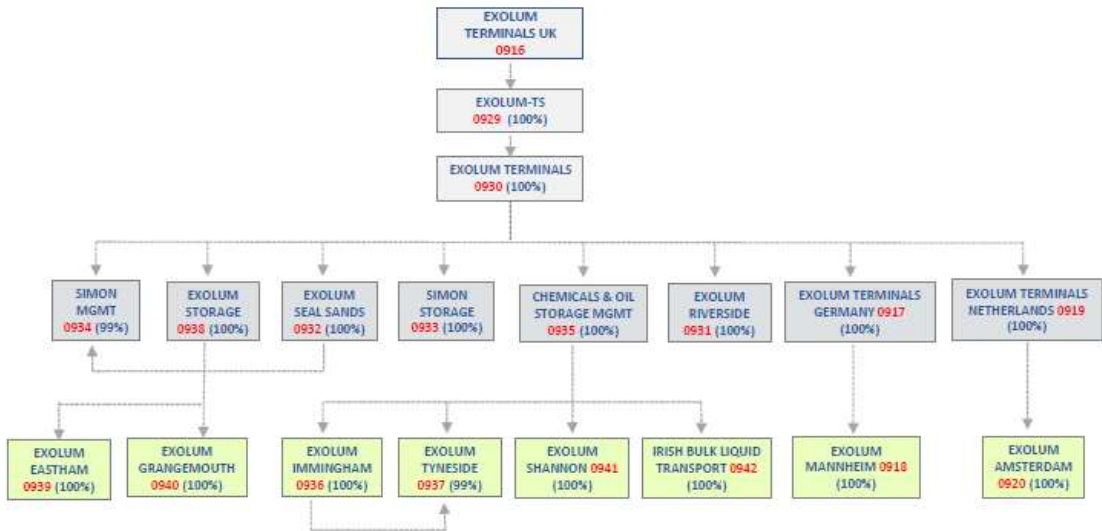 EXOLUM
TERMINALS UK
0916
EXOLUM-TS
0929 (100%)
EXOLUM TERMINALS
0930 (100%)
SIMON
MGMT
0934 (99%)
EXOLUM
STORAGE
0938 (100%)
EXOLUM
SEAL SANDS
0932 (100%)
SIMON
STORAGE
0933 (100%)
CHEMICALS & OIL
STORAGE MGMT
0935 (100%)
EXOLUM
RIVERSIDE
0931 (100%)
EXOLUM TERMINALS
GERMANY 0917
(100%)
EXOLUM TERMINALS
NETHERLANDS 0919
(100%)
EXOLUM
EASTHAM
0939 (100%)
EXOLUM
GRANGEMOUTH
0940 (100%)
EXOLUM
IMMINGHAM
0936 (100%)
EXOLUM
TYNESIDE
0937 (99%)
EXOLUM
SHANNON 0941
(100%)
IRISH BULK LIQUID
TRANSPORT 0942
(100%)
EXOLUM
MANNHEIM 0918
(100%)
EXOLUM
AMSTERDAM
0920 (100%)